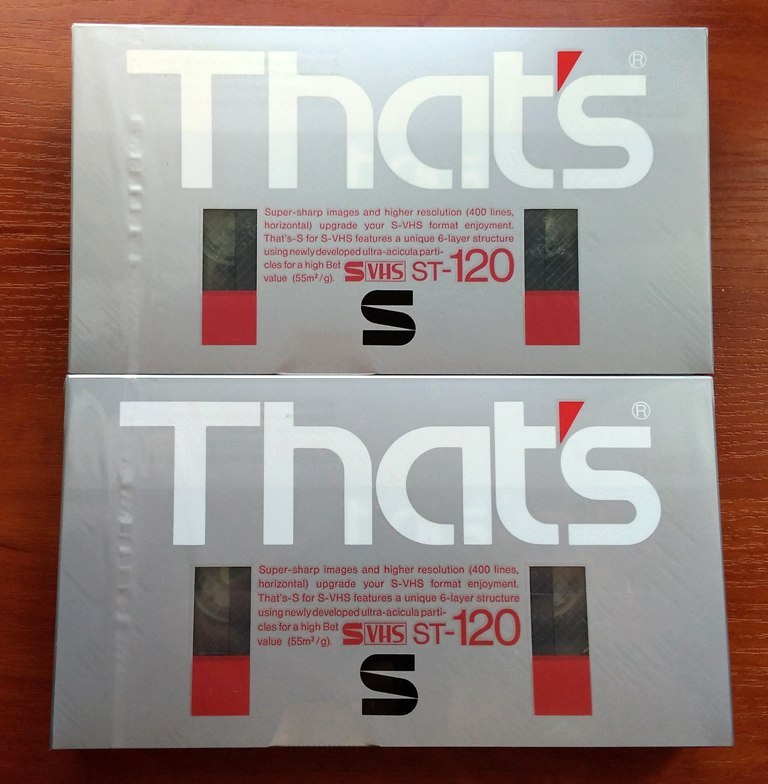 That's ®
Super-sharp images and higher resolution (400 lines,
horizontal) upgrade your S-VHS format enjoyment.
That's-S for S-VHS features a unique 6-layer structure
using newly developed ultra-acicula parti-
cles for a high Bet
value (55m²/g).
S VHS ST-120
S
That's ®
Super-sharp images and higher resolution (400 lines,
horizontal) upgrade your S-VHS format enjoyment.
That's-S for S-VHS features a unique 6-layer structure
using newly developed ultra-acicula parti-
cles for a high Bet
value (55m²/g).
S VHS ST-120
S